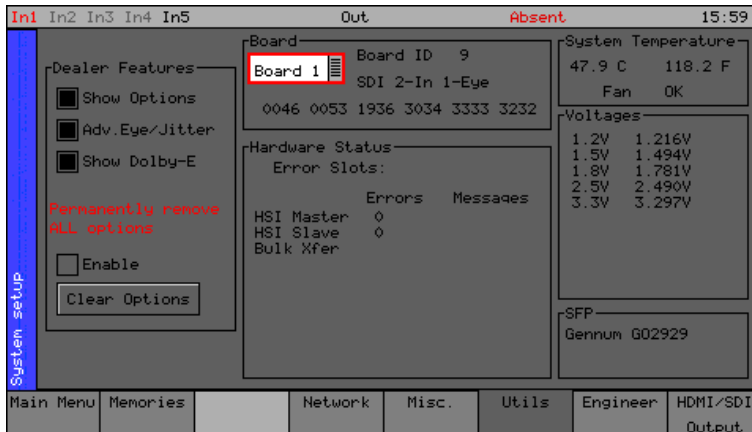 In1 In2 In3 In4 In5 Out Absent 15:59
System setup
Dealer Features
Show Options
Adv.Eye/Jitter
Show Dolby-E
Permanently remove
ALL options
Enable
Clear Options
Board
Board 1
Board ID 9
SDI 2-In 1-Eye
0046 0053 1936 3034 3333 3232
Hardware Status
Error Slots:
Errors Messages
HSI Master 0
HSI Slave 0
Bulk Xfer
System Temperature
47.9 C 118.2 F
Fan OK
Voltages
1.2V 1.216V
1.5V 1.494V
1.8V 1.781V
2.5V 2.490V
3.3V 3.297V
SFP
Gennum GO2929
Main Menu Memories Network Misc. Utils Engineer HDMI/SDI
Output